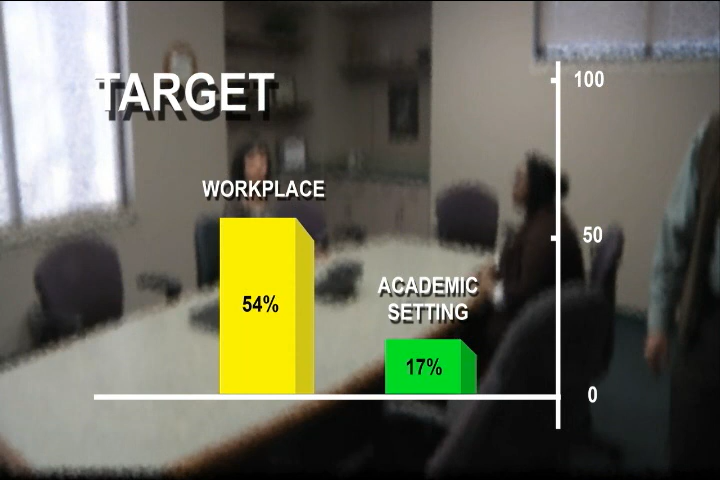 TARGET
100
WORKPLACE
50
54%
ACADEMIC
SETTING
17%
0